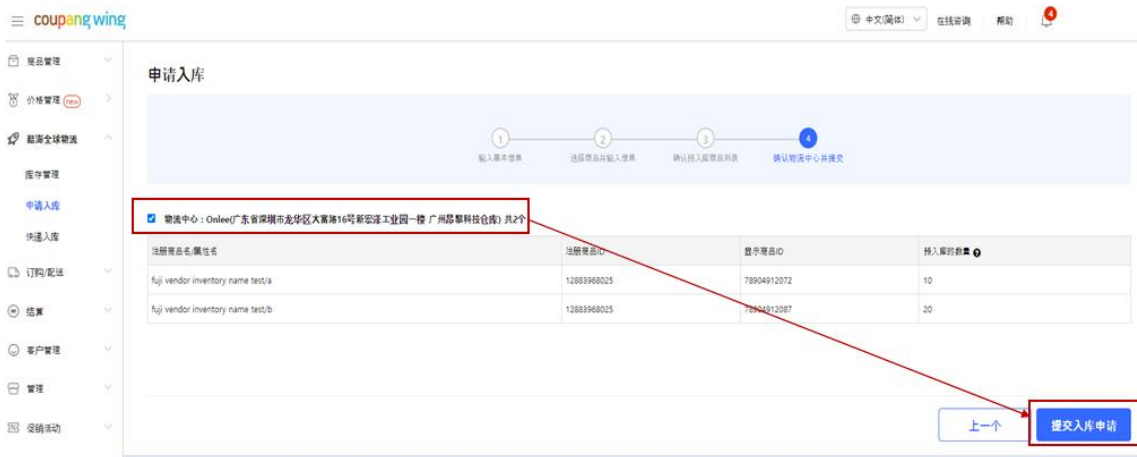 coupang wing
中文(简体)
在线咨询
帮助
4
商品管理
价格管理 new
酷澎全球物流
库存管理
申请入库
快递入库
订购/配送
结算
客户管理
管理
促销活动
申请入库
1
2
3
4
输入基本信息
选择商品并输入信息
确认预入库商品列表
确认物流中心并提交
物流中心 : Onlee(广东省深圳市龙华区大富路16号新宏泽工业园一楼 广州昂黎科技仓库) 共2个
注册商品名/属性名 注册商品ID 显示商品ID 预入库的数量
fuji vendor inventory name test/a 12883968025 78904912072 10
fuji vendor inventory name test/b 12883968025 78904912087 20
上一个
提交入库申请